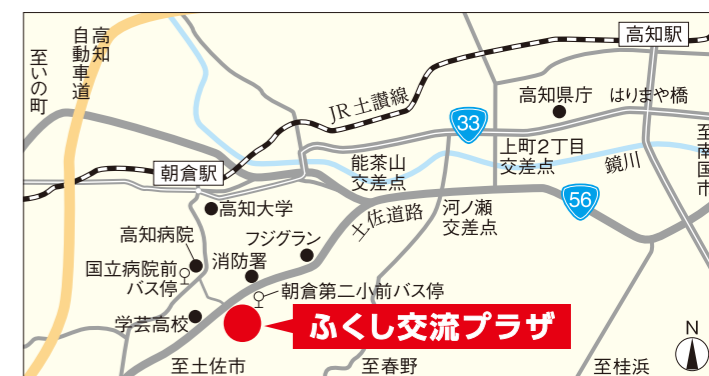 高知駅
高知
自動車道
至いの町
JR土讃線
33
高知県庁
はりまや橋
至南国市
上町2丁目
交差点
鏡川
能茶山
交差点
朝倉駅
56
高知大学
土佐道路
河ノ瀬
交差点
高知病院
フジグラン
消防署
国立病院前
バス停
朝倉第二小前バス停
学芸高校
ふくし交流プラザ
N
至土佐市
至春野
至桂浜